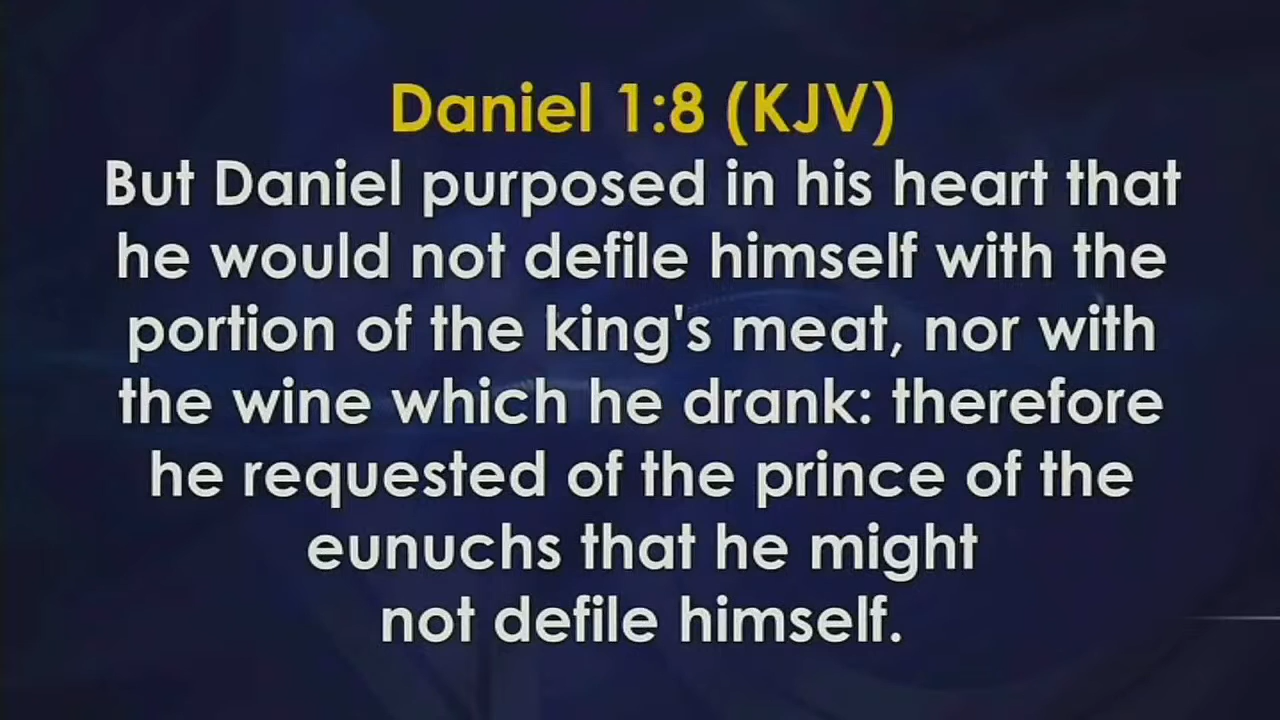 Daniel 1:8 (KJV)
But Daniel purposed in his heart that
he would not defile himself with the
portion of the king's meat, nor with
the wine which he drank: therefore
he requested of the prince of the
eunuchs that he might
not defile himself.